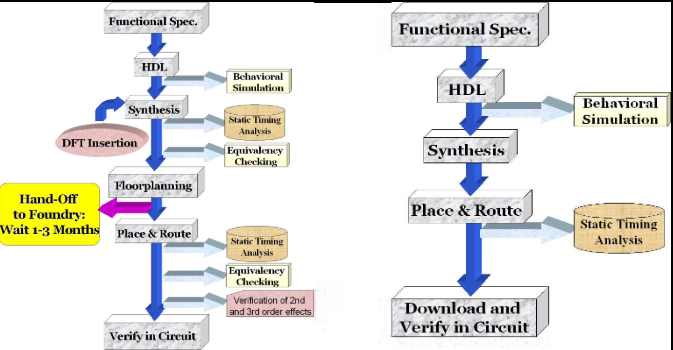 Functional Spec.
HDL
Behavioral
Simulation
Synthesis
DFT Insertion
Static Timing
Analysis
Equivalency
Checking
Floorplanning
Hand-Off
to Foundry:
Wait 1-3 Months
Place & Route
Static Timing
Analysis
Equivalency
Checking
Verification of 2nd
and 3rd order effects
Verify in Circuit
Functional Spec.
HDL
Behavioral
Simulation
Synthesis
Place & Route
Static Timing
Analysis
Download and
Verify in Circuit